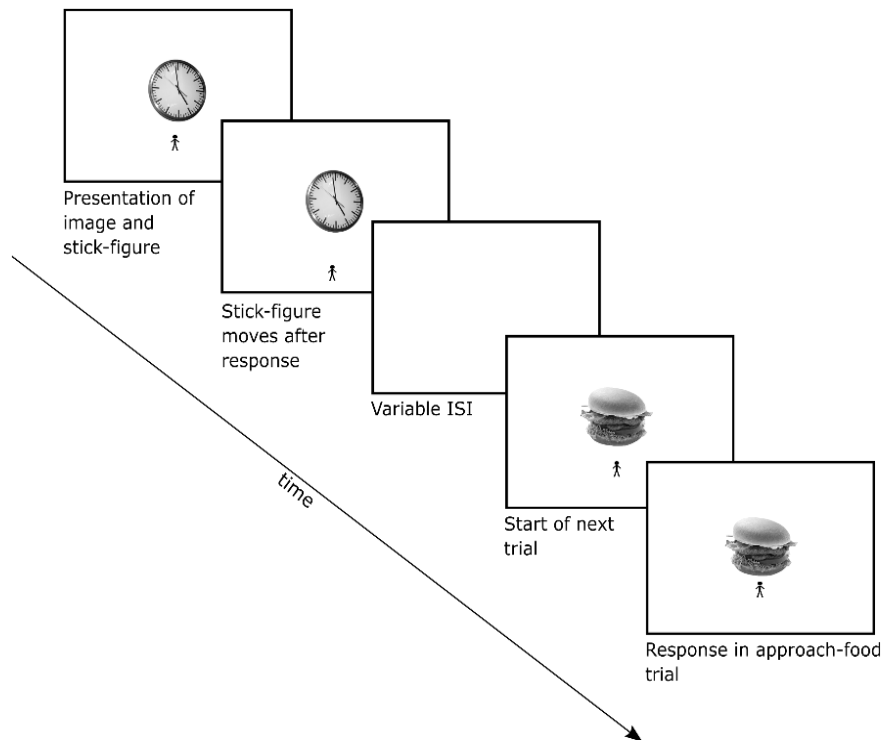 Presentation of
image and
stick-figure
Stick-figure
moves after
response
Variable ISI
time
Start of next
trial
Response in approach-food
trial